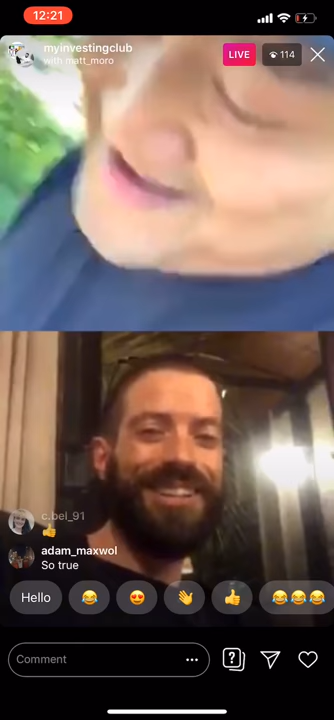 12:21
myinvestingclub
with matt_moro
LIVE
114
c.bel_91
👍
adam_maxwol
So true
Hello
😂
😍
👋
👍
😂😂😂
Comment